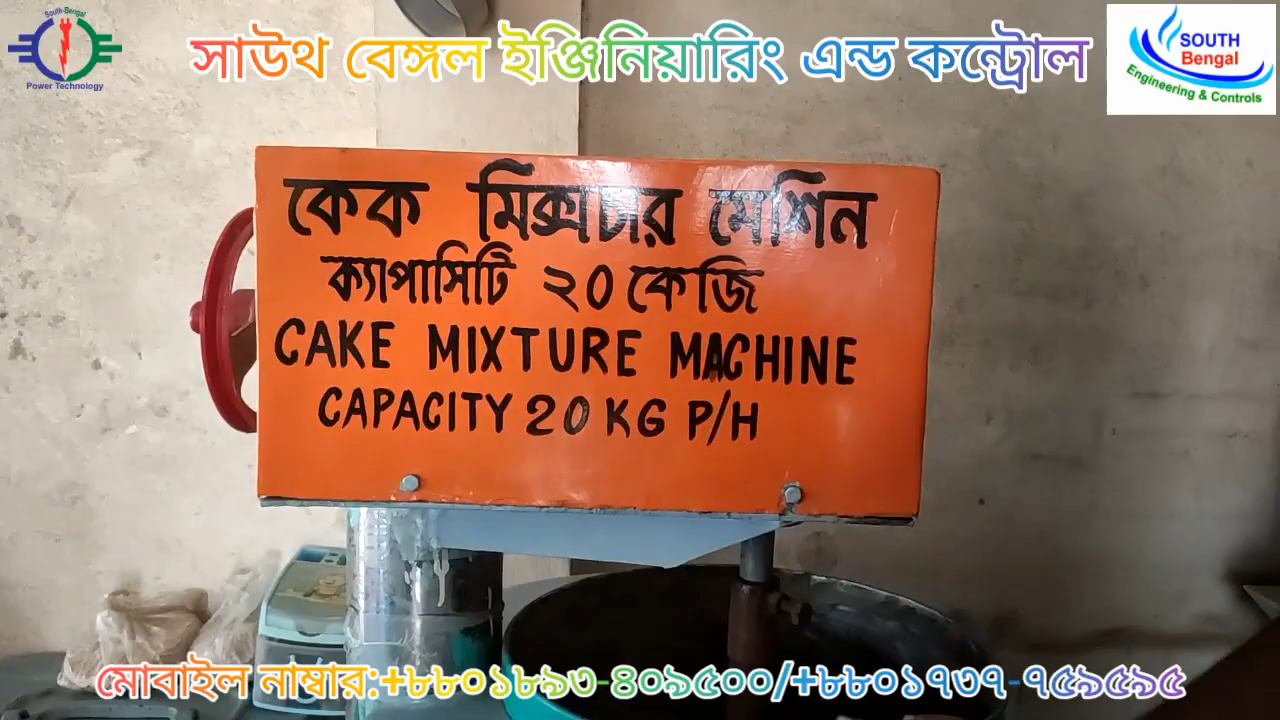 South-Bengal
Power Technology
সাউথ বেঙ্গল ইঞ্জিনিয়ারিং এন্ড কন্ট্রোল
SOUTH
Bengal
Engineering & Controls
কেক মিক্সচার মেশিন
ক্যাপাসিটি ২০ কেজি
CAKE MIXTURE MACHINE
CAPACITY 20 KG P/H
মোবাইল নাম্বার:+৮৮০১৮৯৩-৪০৯৫০০/+৮৮০১৭৩৭-৭৫৯৫৯৫